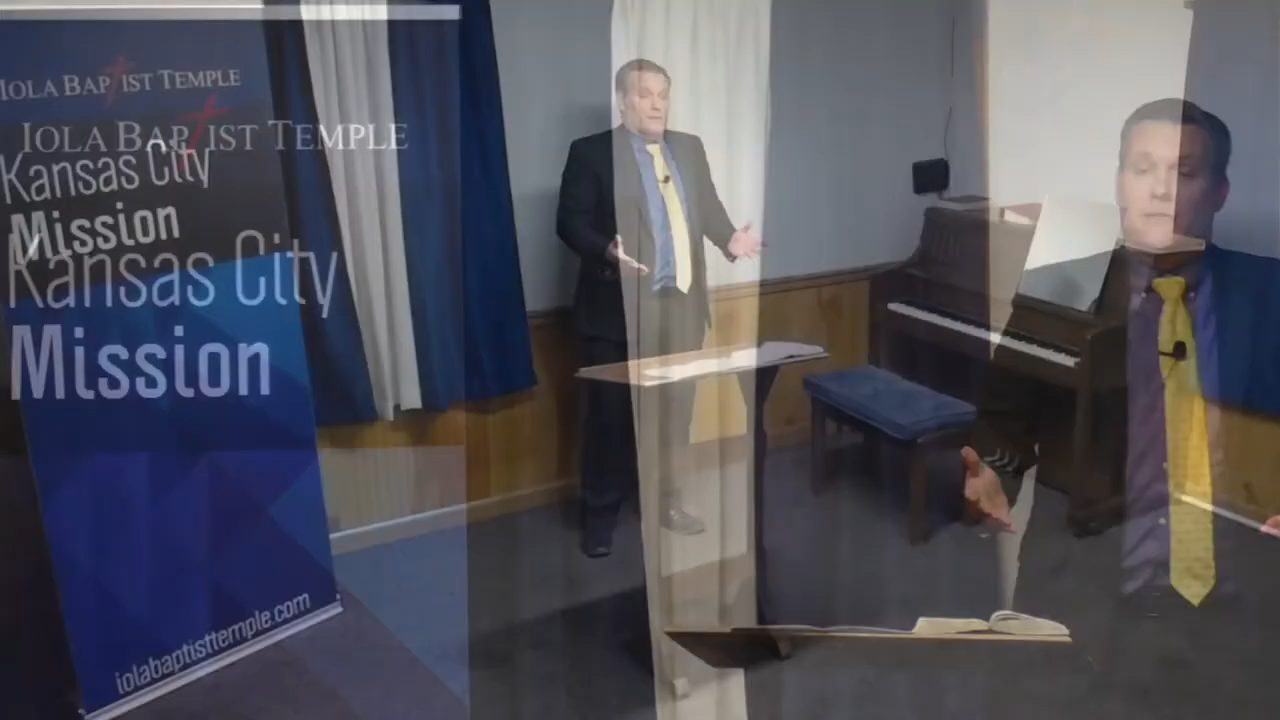 IOLA BAPTIST TEMPLE
IOLA BAPTIST TEMPLE
Kansas City
Mission
Kansas City
Mission
iolabaptisttemple.com